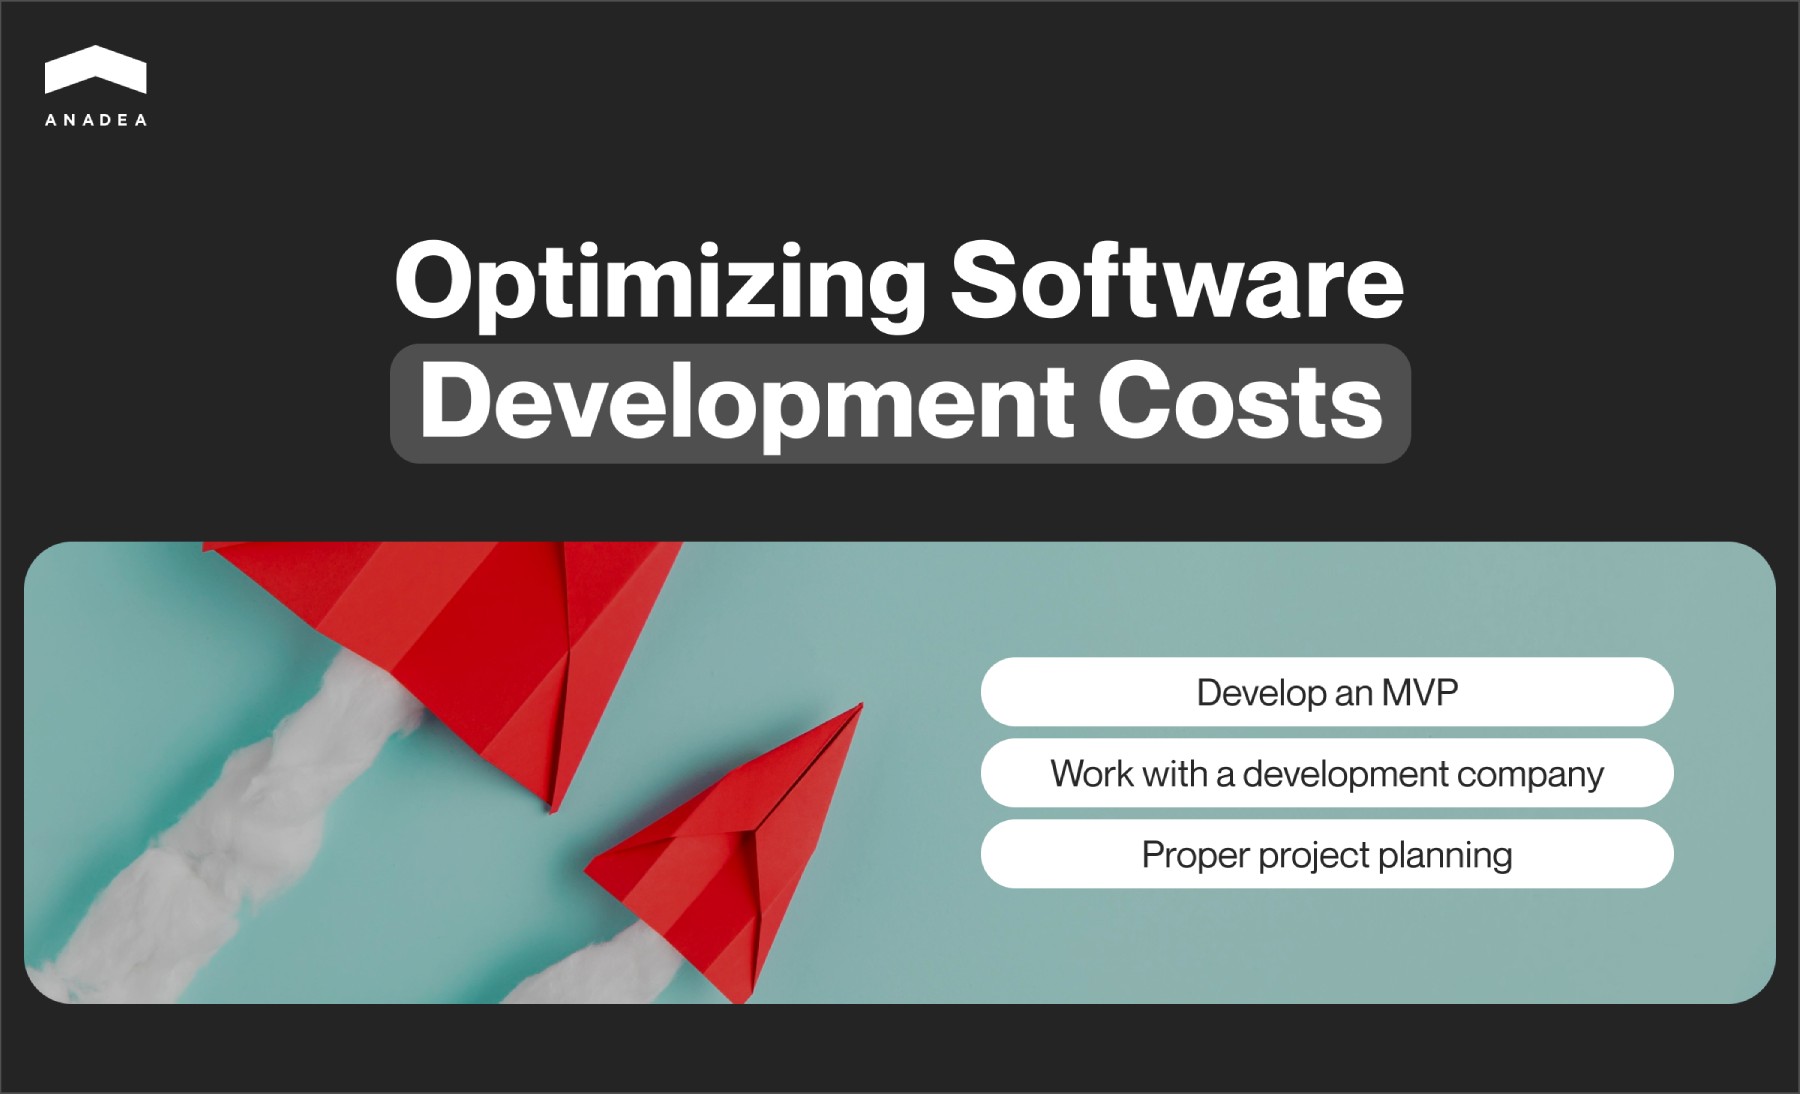 ANADEA
Optimizing Software
Development Costs
Develop an MVP
Work with a development company
Proper project planning